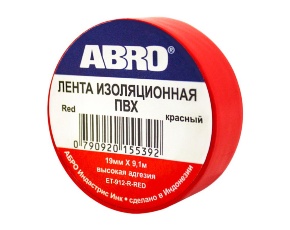 ABRO®
ЛЕНТА ИЗОЛЯЦИОННАЯ
ПВХ
Red
красный
0 790920 155392
19мм X 9,1м
высокая адгезия
ET-912-R-RED
АБРО Индастрис Инк • сделано в Индонезии